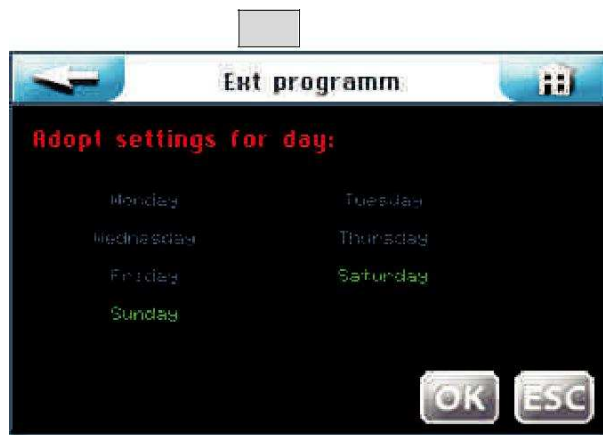 Ext programm
Adopt settings for day:
Monday Tuesday
Wednesday Thursday
Friday Saturday
Sunday
OK ESC